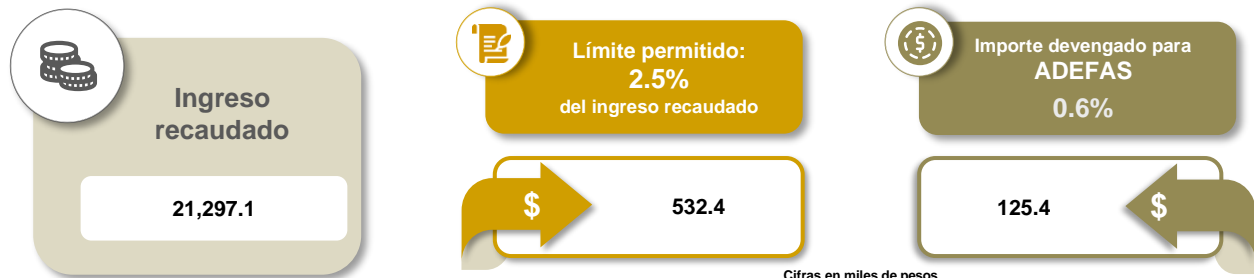 Ingreso
recaudado
21,297.1
Límite permitido:
2.5%
del ingreso recaudado
$
532.4
Importe devengado para
ADEFAS
0.6%
125.4
$
Cifras en miles de pesos